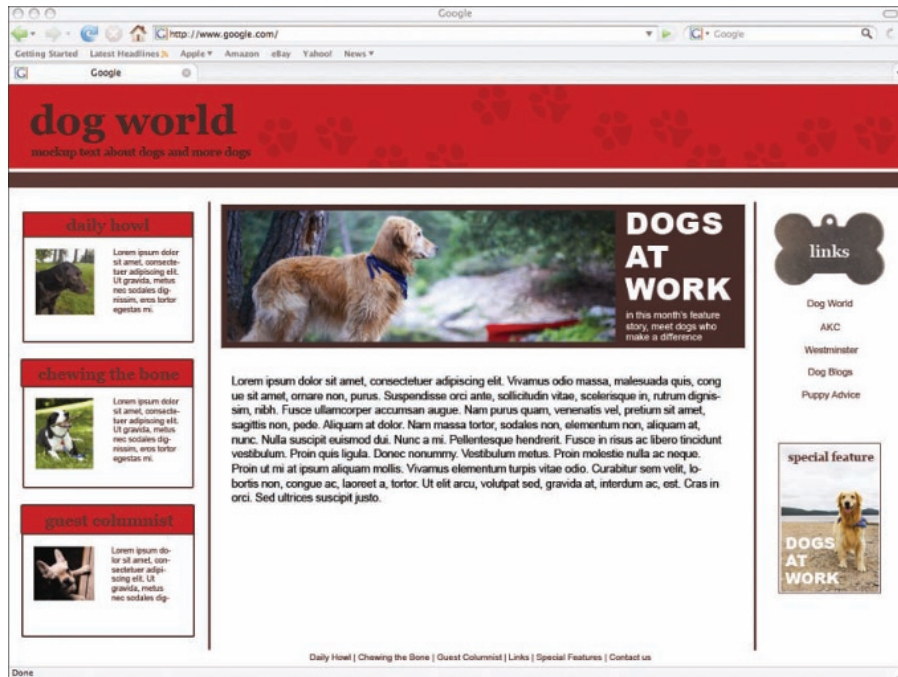 Google
http://www.google.com/
Google
Getting Started Latest Headlines Apple Amazon eBay Yahoo! News
Google
dog world
mockup text about dogs and more dogs
daily howl
Lorem ipsum dolor
sit amet, consecte-
tuer adipiscing elit.
Ut gravida, metus
nec sodales dig-
nissim, eros tortor
egestas mi.
chewing the bone
Lorem ipsum dolor
sit amet, consecte-
tuer adipiscing elit.
Ut gravida, metus
nec sodales dig-
nissim, eros tortor
egestas mi.
guest columnist
Lorem ipsum do-
lor sit amet, con-
sectetuer adipi-
scing elit. Ut
gravida, metus
nec sodales dig-
DOGS
AT
WORK
in this month's feature
story, meet dogs who
make a difference
Lorem ipsum dolor sit amet, consectetuer adipiscing elit. Vivamus odio massa, malesuada quis, cong
ue sit amet, ornare non, purus. Suspendisse orci ante, sollicitudin vitae, scelerisque in, rutrum dignis-
sim, nibh. Fusce ullamcorper accumsan augue. Nam purus quam, venenatis vel, pretium sit amet,
sagittis non, pede. Aliquam at dolor. Nam massa tortor, sodales non, elementum non, aliquam at,
nunc. Nulla suscipit euismod dui. Nunc a mi. Pellentesque hendrerit. Fusce in risus ac libero tincidunt
vestibulum. Proin quis ligula. Donec nonummy. Vestibulum metus. Proin molestie nulla ac neque.
Proin ut mi at ipsum aliquam mollis. Vivamus elementum turpis vitae odio. Curabitur sem velit, lo-
bortis non, congue ac, laoreet a, tortor. Ut elit arcu, volutpat sed, gravida at, interdum ac, est. Cras in
orci. Sed ultrices suscipit justo.
links
Dog World
AKC
Westminster
Dog Blogs
Puppy Advice
special feature
DOGS
AT
WORK
Daily Howl | Chewing the Bone | Guest Columnist | Links | Special Features | Contact us
Done